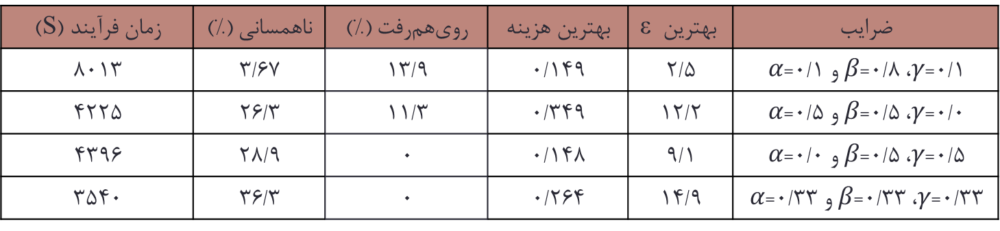 ضرایب بهترین ε بهترین هزینه روی‌هم‌رفت (٪) ناهمسانی (٪) زمان فرآیند (S)
γ=۰/۱، β=۰/۸ و α=۰/۱ ۲/۵ ۰/۱۴۹ ۱۳/۹ ۳/۶۷ ۸۰۱۳
γ=۰/۰، β=۰/۵ و α=۰/۵ ۱۲/۲ ۰/۳۴۹ ۱۱/۳ ۲۶/۳ ۴۲۲۵
γ=۰/۵، β=۰/۵ و α=۰/۰ ۹/۱ ۰/۱۴۸ ۰ ۲۸/۹ ۴۳۹۶
γ=۰/۳۳، β=۰/۳۳ و α=۰/۳۳ ۱۴/۹ ۰/۲۶۴ ۰ ۳۶/۳ ۳۵۴۰